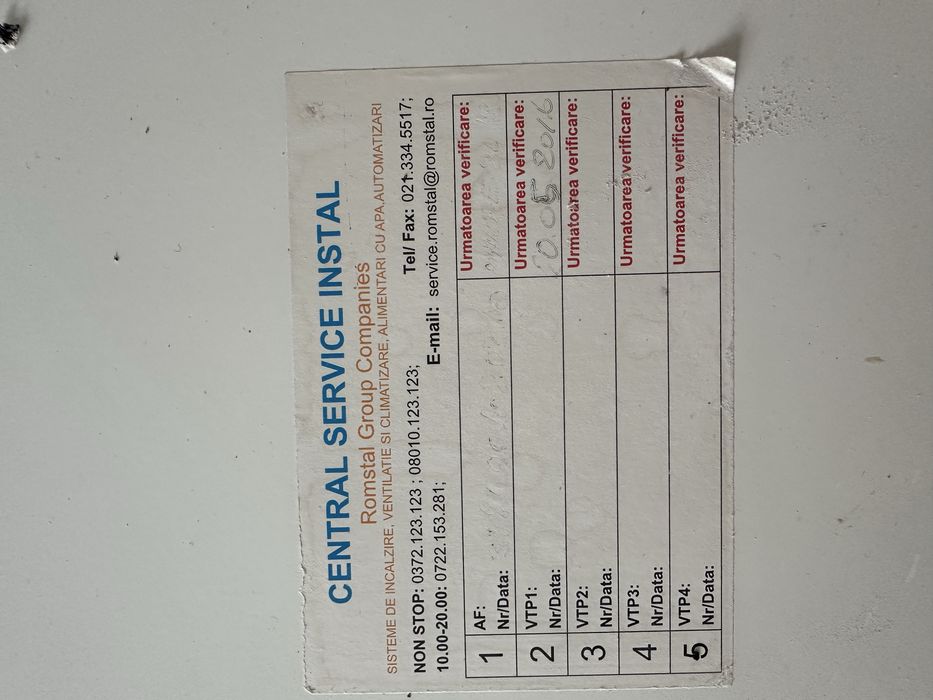 CENTRAL SERVICE INSTAL
Romstal Group Companies
SISTEME DE INCALZIRE, VENTILATIE SI CLIMATIZARE, ALIMENTARI CU APA,AUTOMATIZARI
NON STOP: 0372.123.123 ; 08010.123.123; Tel/ Fax: 021.334.5517;
10.00-20.00: 0722.153.281; E-mail: service.romstal@romstal.ro
1 AF: Urmatoarea verificare:
Nr/Data:
2 VTP1: Urmatoarea verificare:
Nr/Data: 2016
3 VTP2: Urmatoarea verificare:
Nr/Data:
4 VTP3: Urmatoarea verificare:
Nr/Data:
5 VTP4: Urmatoarea verificare:
Nr/Data: